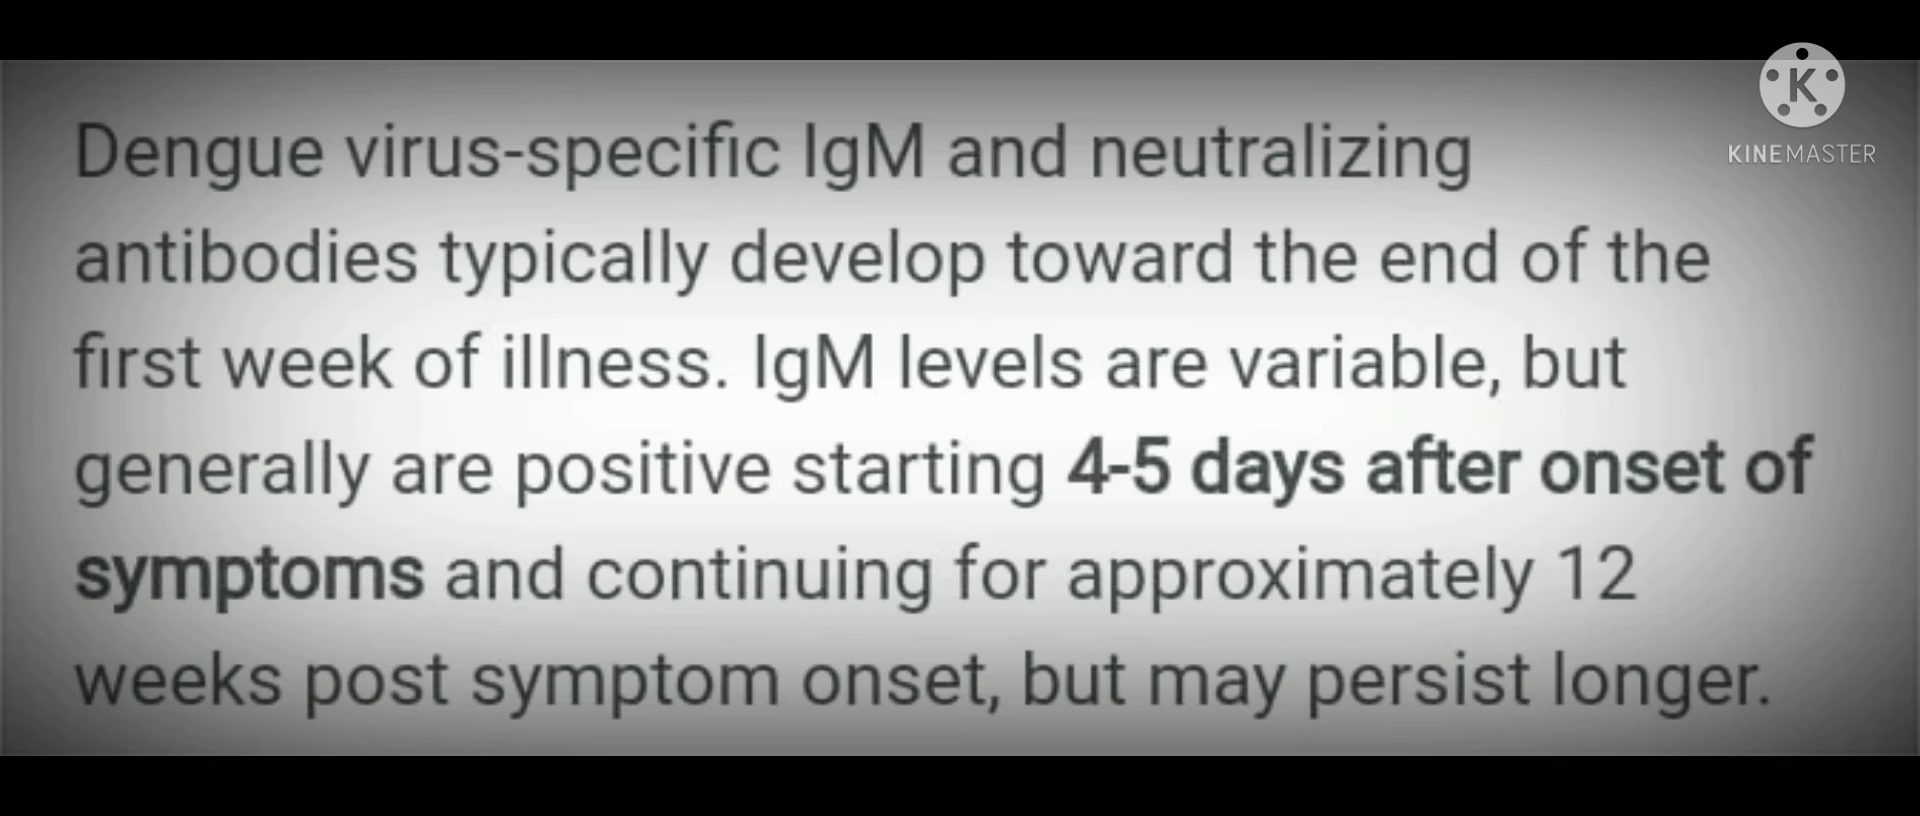 Dengue virus-specific IgM and neutralizing
antibodies typically develop toward the end of the
first week of illness. IgM levels are variable, but
generally are positive starting 4-5 days after onset of
symptoms and continuing for approximately 12
weeks post symptom onset, but may persist longer.
K
KINEMASTER